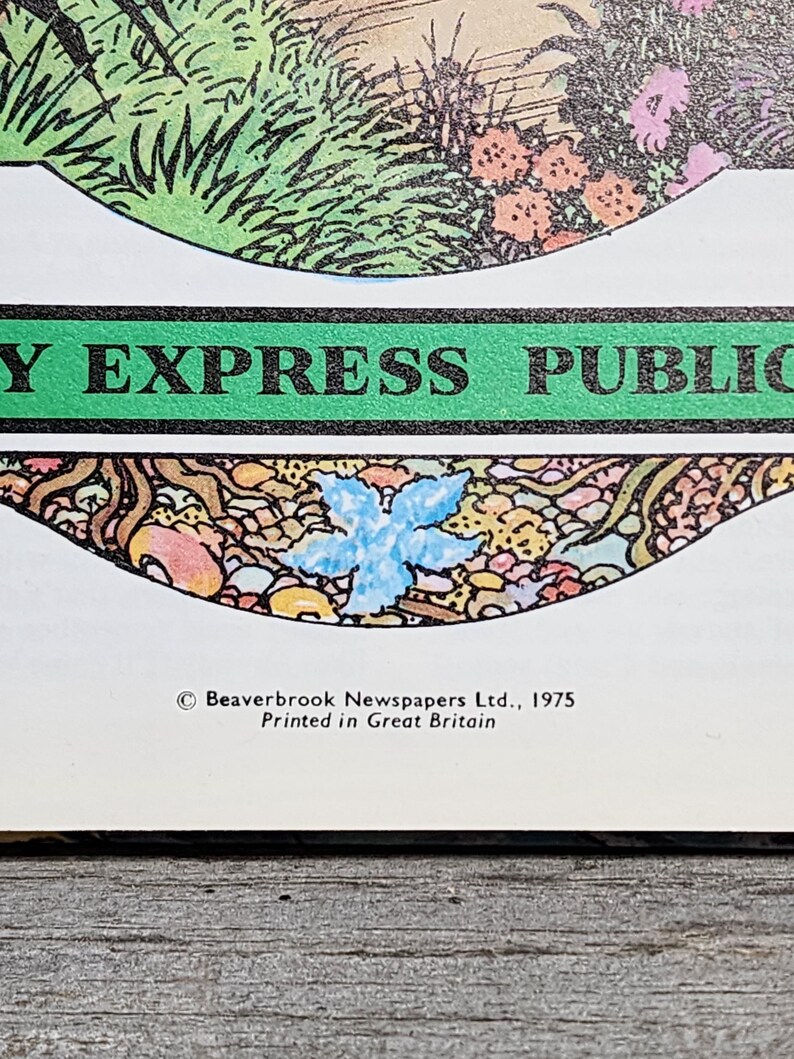 Y EXPRESS PUBLIC
© Beaverbrook Newspapers Ltd., 1975
Printed in Great Britain